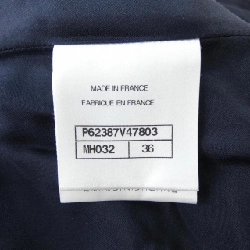 MADE IN FRANCE
FABRIQUE EN FRANCE
P62387V47803
MH032 36